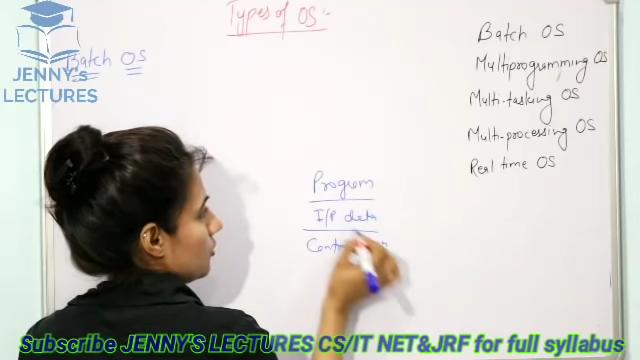 Types of OS:-
Batch OS
JENNY's
LECTURES
Batch OS
Multiprogramming OS
Multi-tasking OS
Multi-processing OS
Real time OS
Program
I/P data
Subscribe JENNY'S LECTURES CS/IT NET&JRF for full syllabus